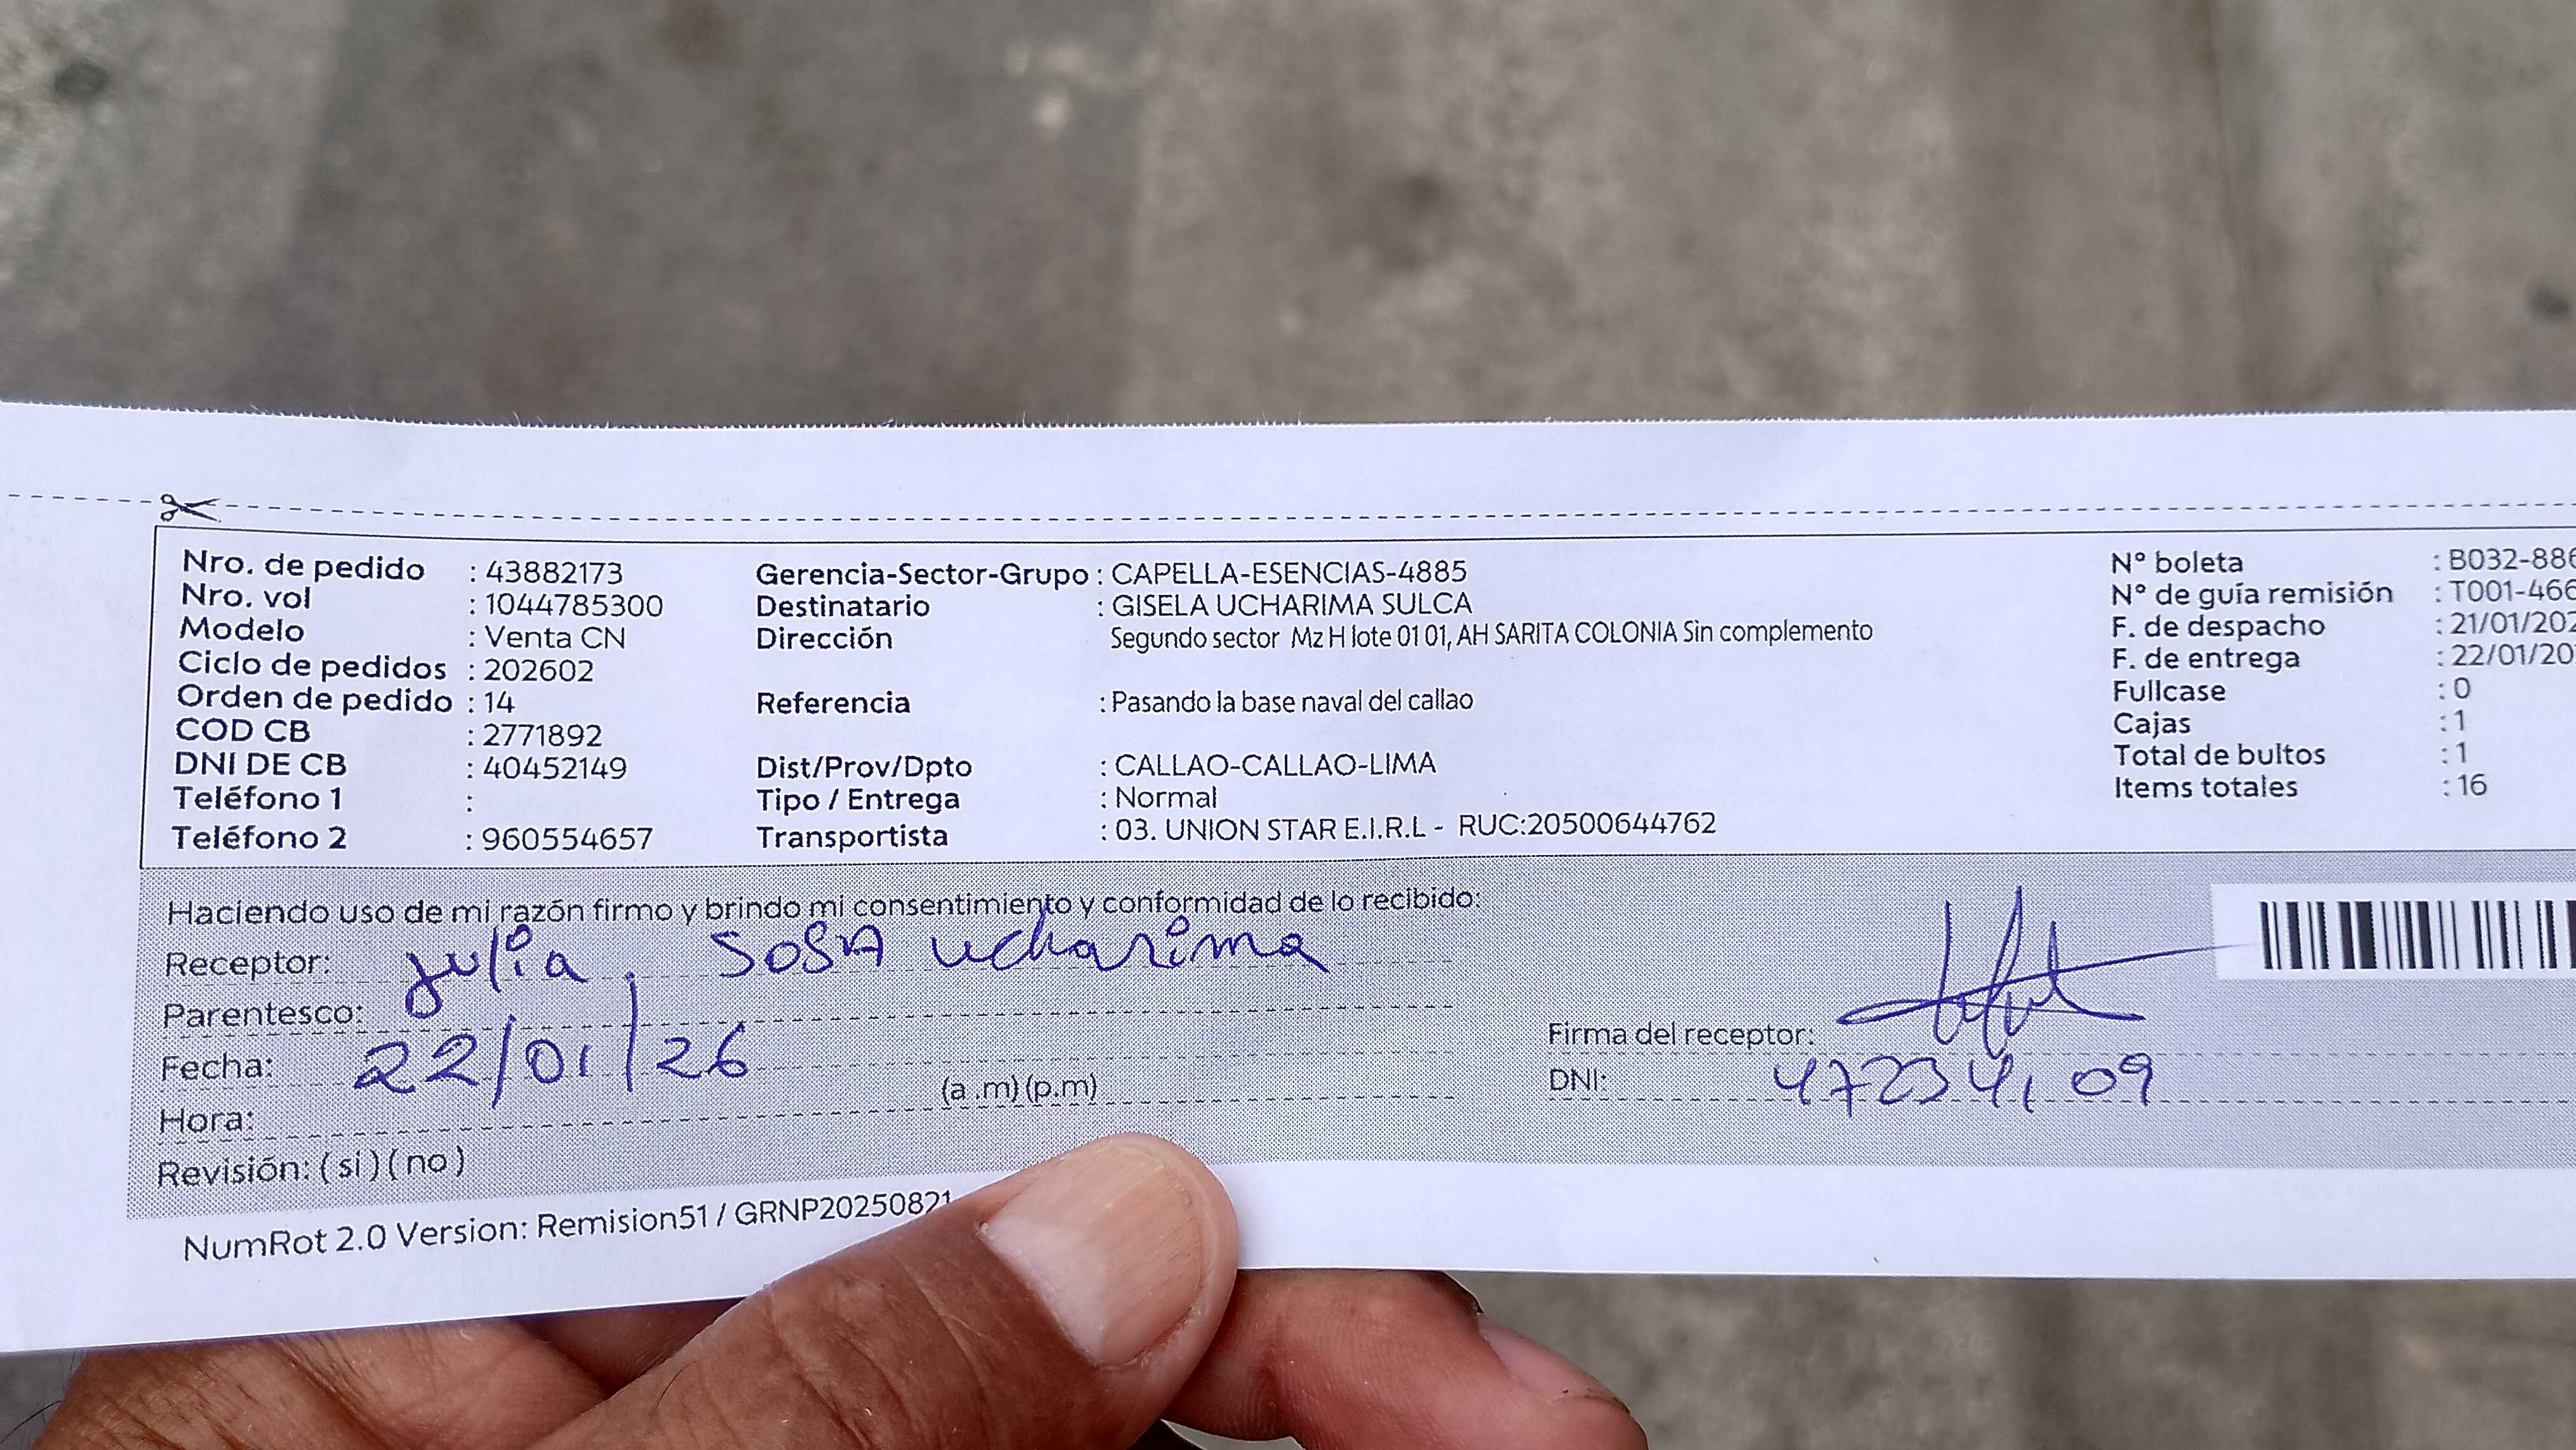 Nro. de pedido : 43882173 Gerencia-Sector-Grupo : CAPELLA-ESENCIAS-4885 N° boleta : B032-886
Nro. vol : 1044785300 Destinatario : GISELA UCHARIMA SULCA N° de guía remisión : T001-466
Modelo : Venta CN Dirección Segundo sector Mz H lote 01 01, AH SARITA COLONIA Sin complemento F. de despacho : 21/01/202
Ciclo de pedidos : 202602 F. de entrega : 22/01/20
Orden de pedido : 14 Referencia : Pasando la base naval del callao Fullcase : 0
COD CB : 2771892 Cajas : 1
DNI DE CB : 40452149 Dist/Prov/Dpto : CALLAO-CALLAO-LIMA Total de bultos : 1
Teléfono 1 : Tipo / Entrega : Normal Items totales : 16
Teléfono 2 : 960554657 Transportista : 03. UNION STAR E.I.R.L - RUC:20500644762
Haciendo uso de mi razón firmo y brindo mi consentimiento y conformidad de lo recibido:
Receptor: Julia SOSA Ucharima
Parentesco: Firma del receptor:
Fecha: 22/01/26 DNI: 47234109
Hora: (a.m)(p.m)
Revisión: (si)(no)
NumRot 2.0 Version: Remision51 / GRNP20250821